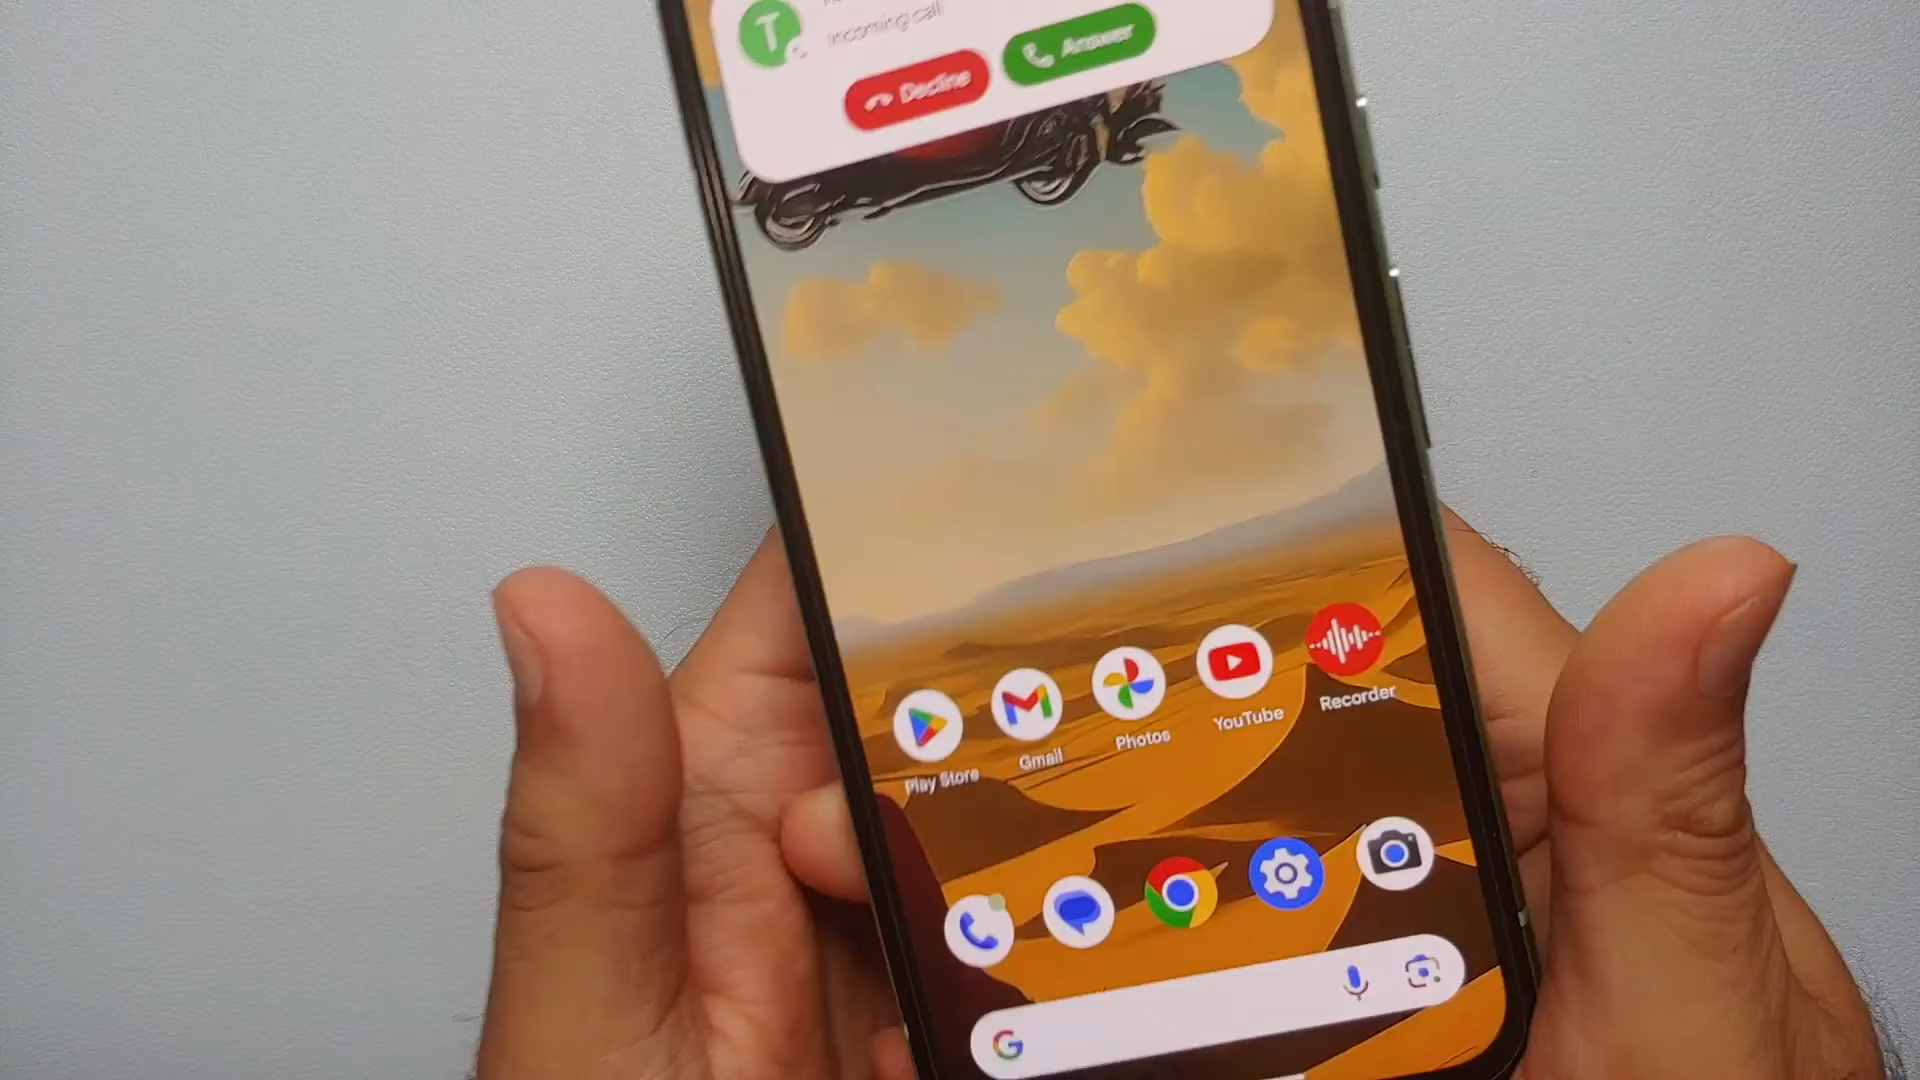 T
Incoming call
Decline
Answer
Play Store
Gmail
Photos
YouTube
Recorder
G